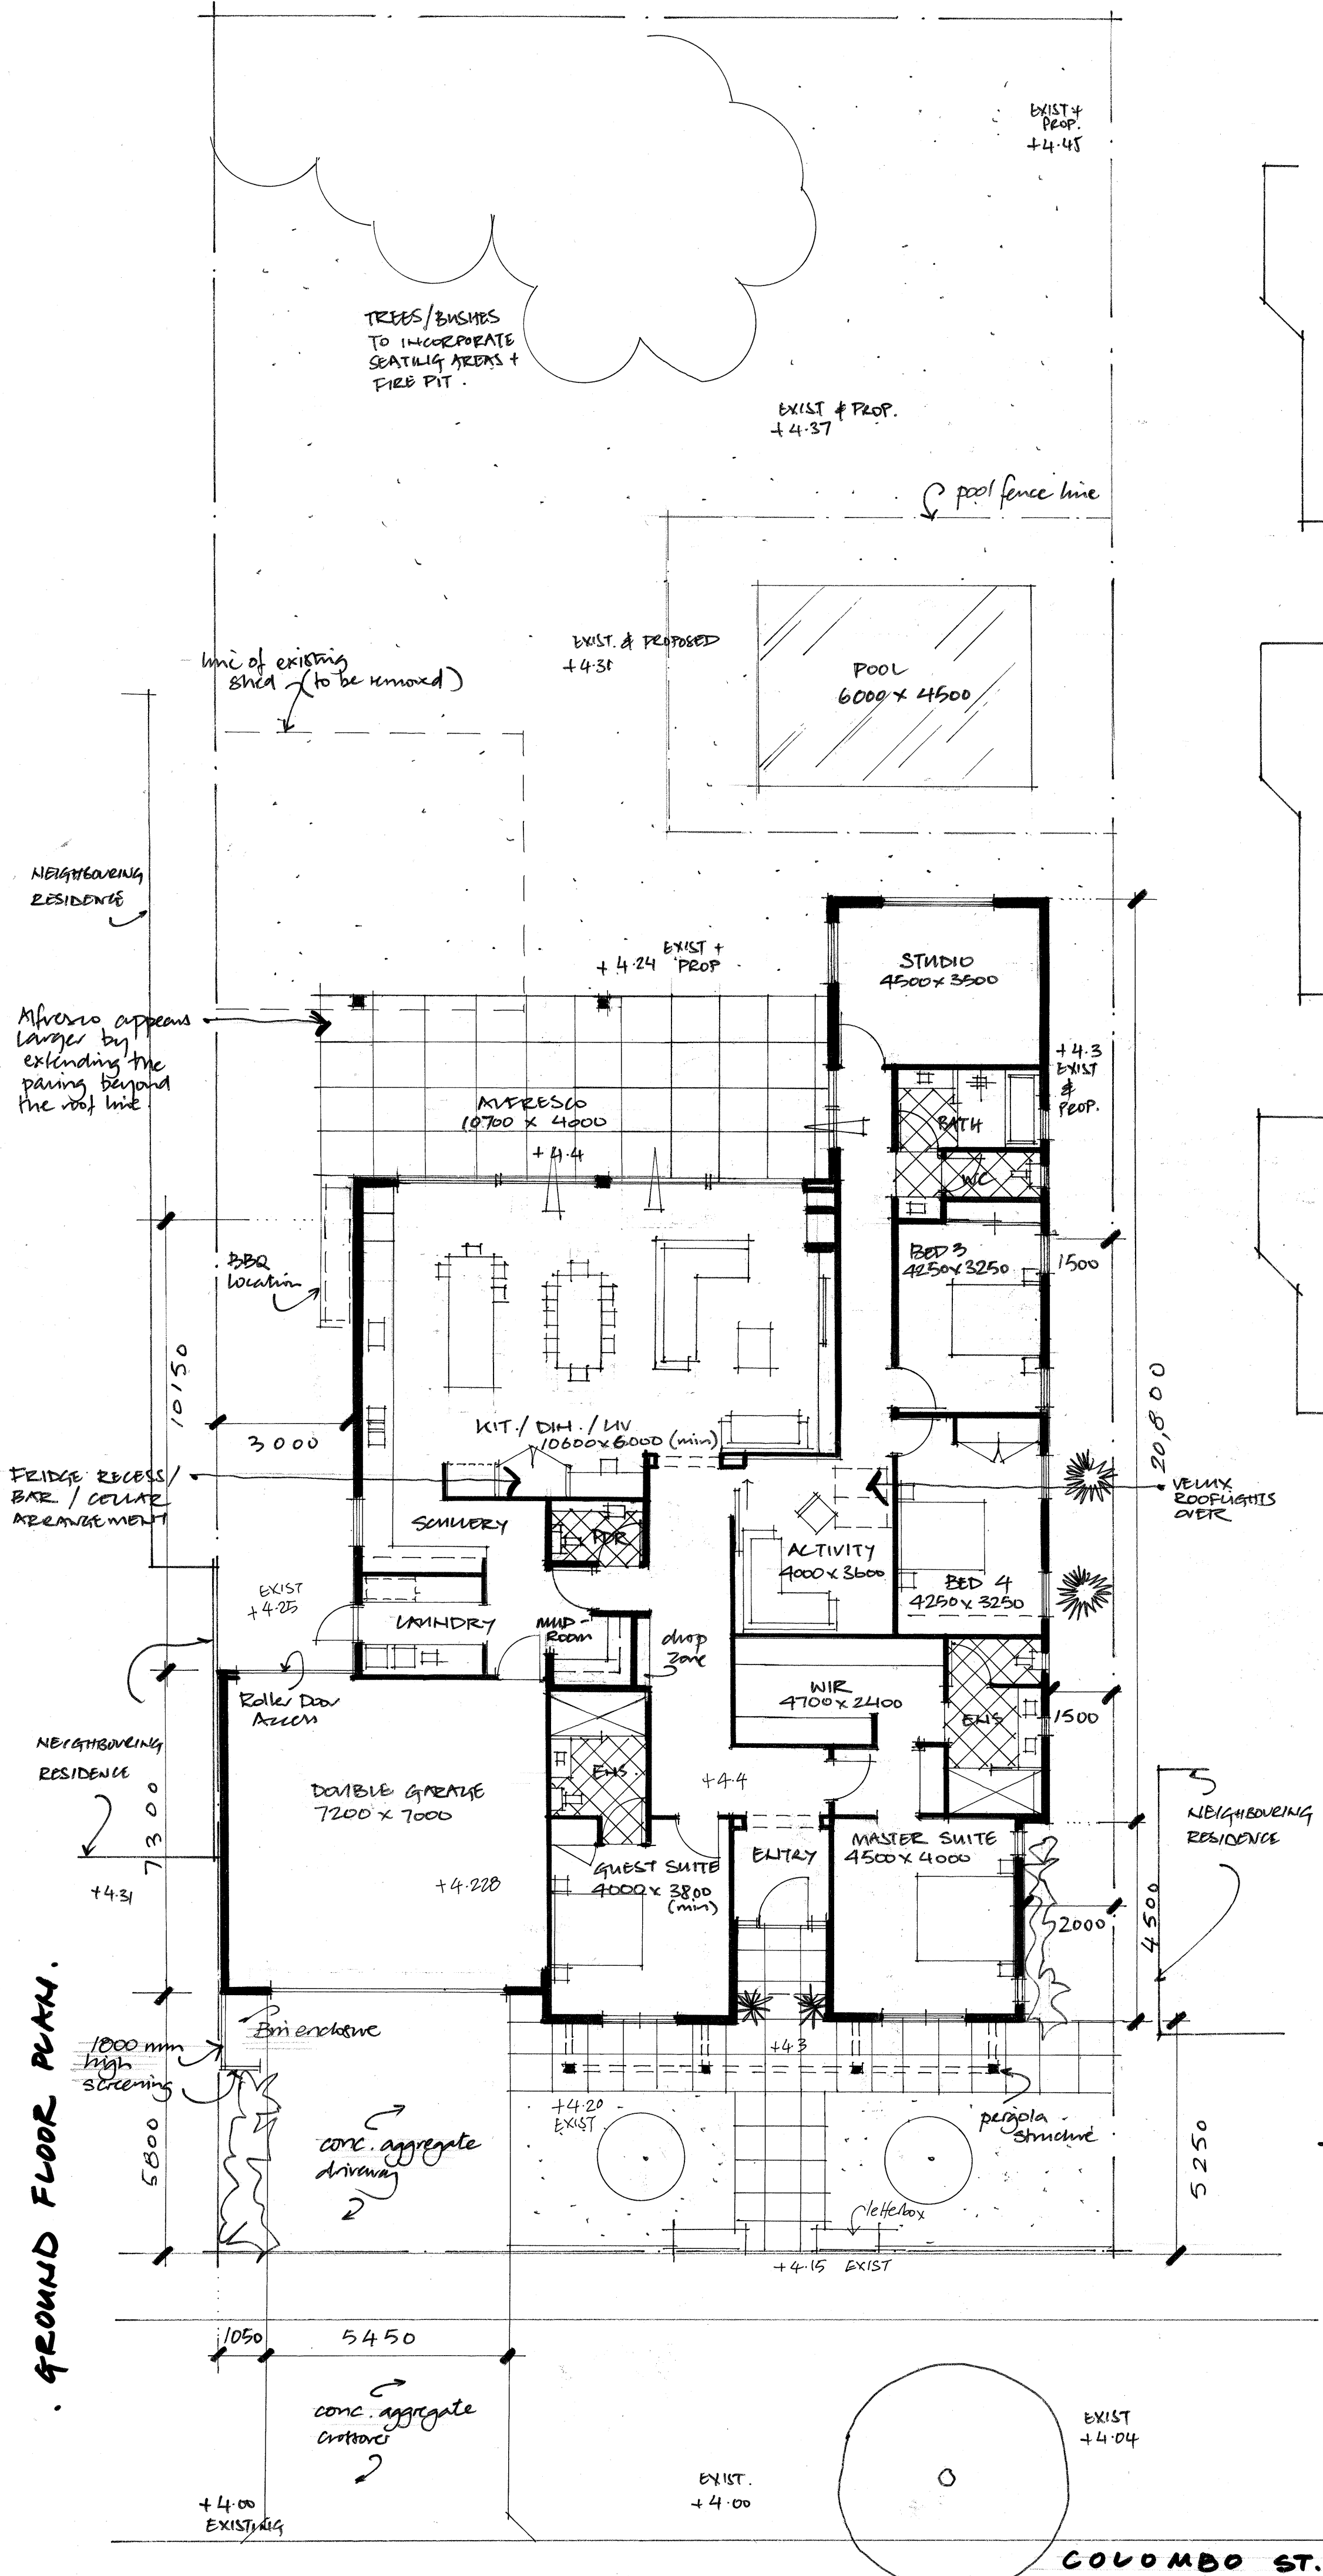 EXIST +
PROP.
+4.45
TREES/BUSHES
TO INCORPORATE
SEATING AREAS +
FIRE PIT.
EXIST & PROP.
+4.37
pool fence line
EXIST. & PROPOSED
+4.31
POOL
6000 x 4500
line of existing
shed (to be removed)
NEIGHBOURING
RESIDENCE
EXIST +
+4.24 PROP
STUDIO
4500 x 3500
Alfresco appears
larger by
extending the
paving beyond
the roof line.
+4.3
EXIST
&
PROP.
ALFRESCO
10700 x 4000
+4.4
BATH
WC
BBQ
location
BED 3
4250 x 3250
1500
10150
3000
KIT./DIN./LIV
10600x6000 (min)
20,800
FRIDGE RECESS/
BAR / CELLAR
ARRANGEMENT
VELUX
ROOFLIGHTS
OVER
SCULLERY
PDR
ACTIVITY
4000 x 3600
BED 4
4250 x 3250
EXIST
+4.25
LAUNDRY
MUD-
ROOM
drop
zone
Roller Door
Access
WIR
4700 x 2400
ENS
1500
NEIGHBOURING
RESIDENCE
DOUBLE GARAGE
7200 x 7000
ENS.
+4.4
7300
NEIGHBOURING
RESIDENCE
ENTRY
MASTER SUITE
4500 x 4000
GUEST SUITE
4000 x 3800
(min)
+4.31
+4.228
2000
4500
Bin enclosure
1800 mm
high
screening
+4.3
+4.20
EXIST.
pergola
structure
conc. aggregate
driveway
5800
5250
letterbox
+4.15 EXIST
1050
5450
conc. aggregate
crossover
EXIST
+4.04
EXIST.
+4.00
+4.00
EXISTING
. GROUND FLOOR PLAN.
COLOMBO ST.